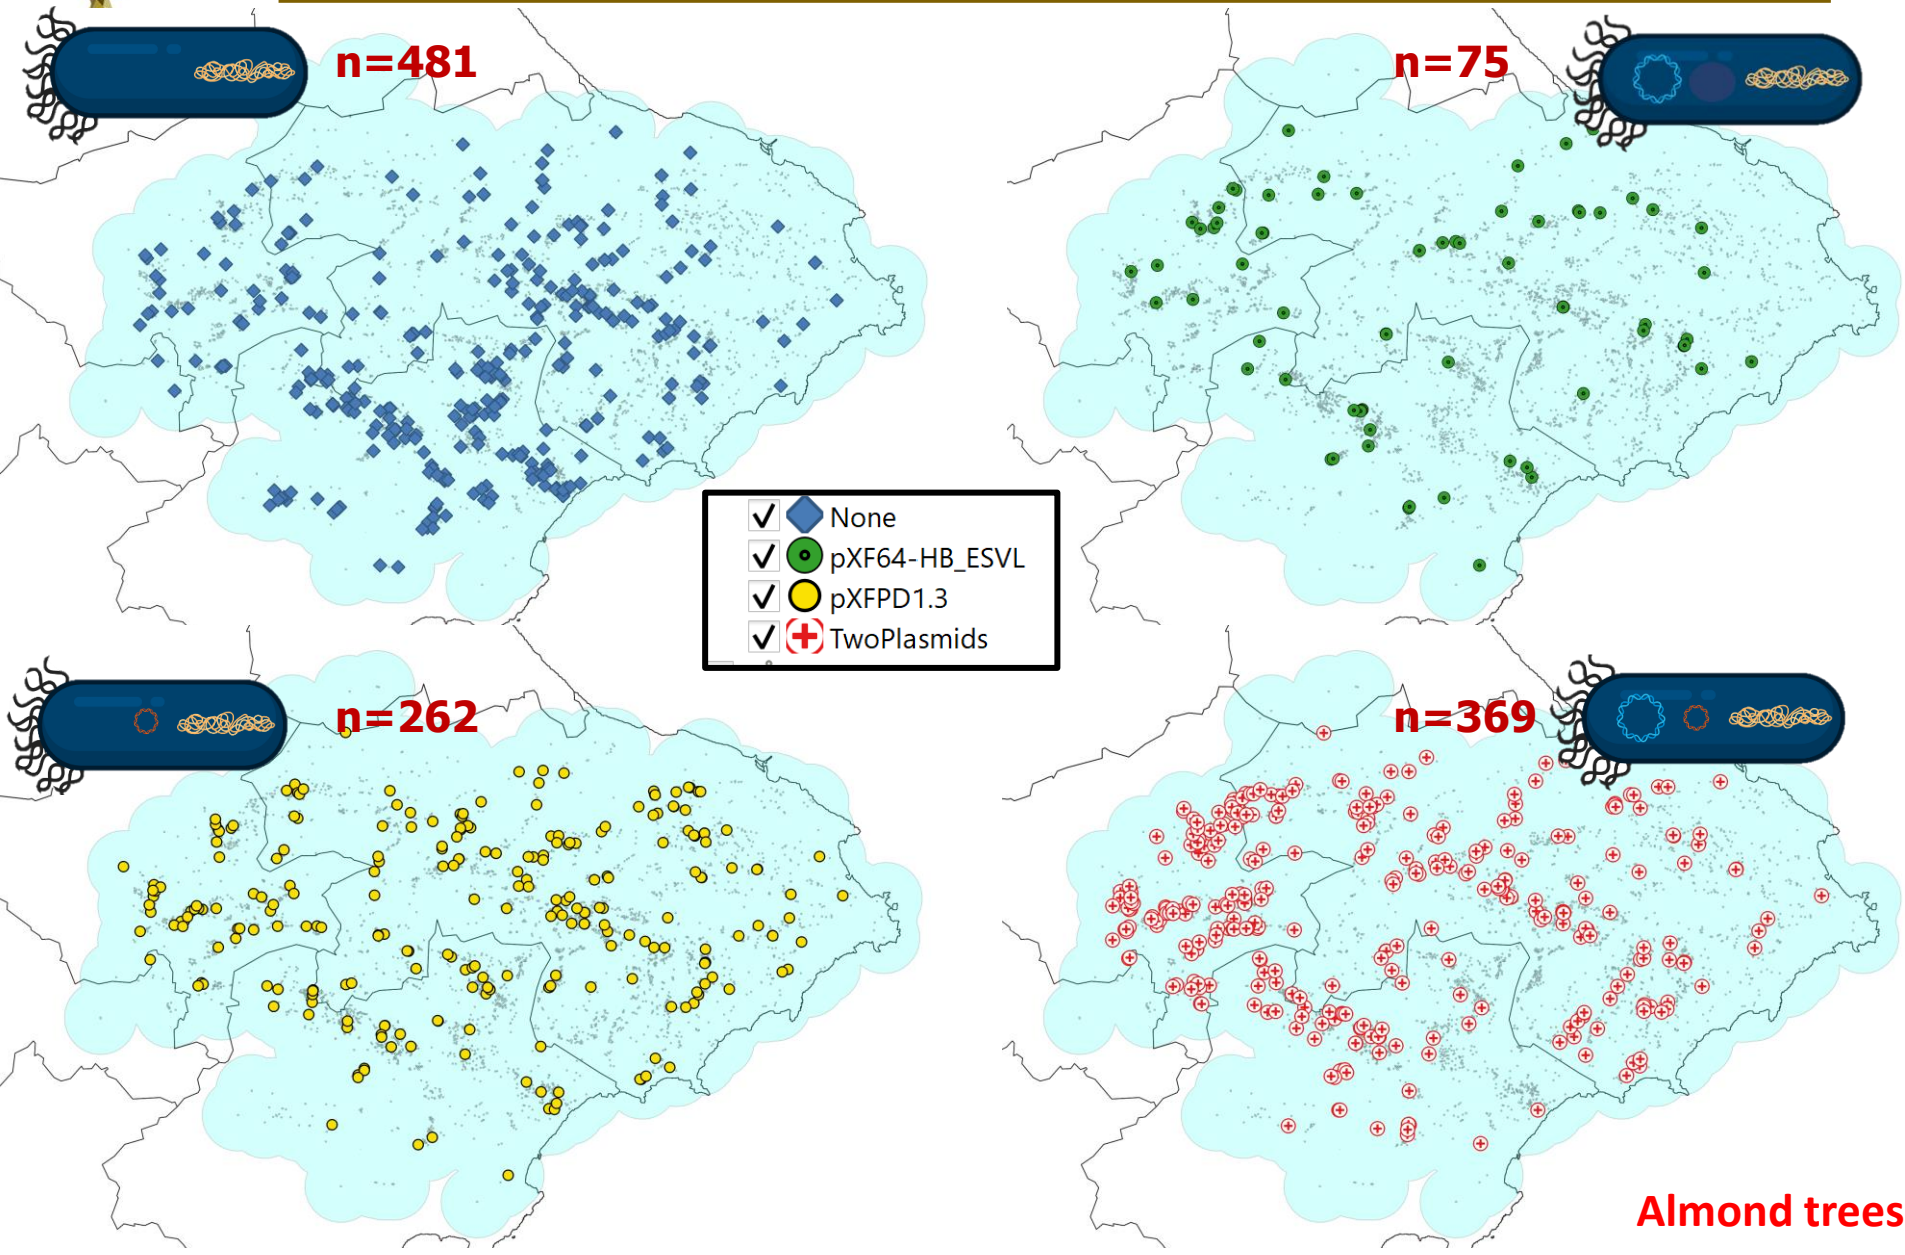 n=481
n=75
None
pXF64-HB_ESVL
pXFPD1.3
TwoPlasmids
n=262
n=369
Almond trees